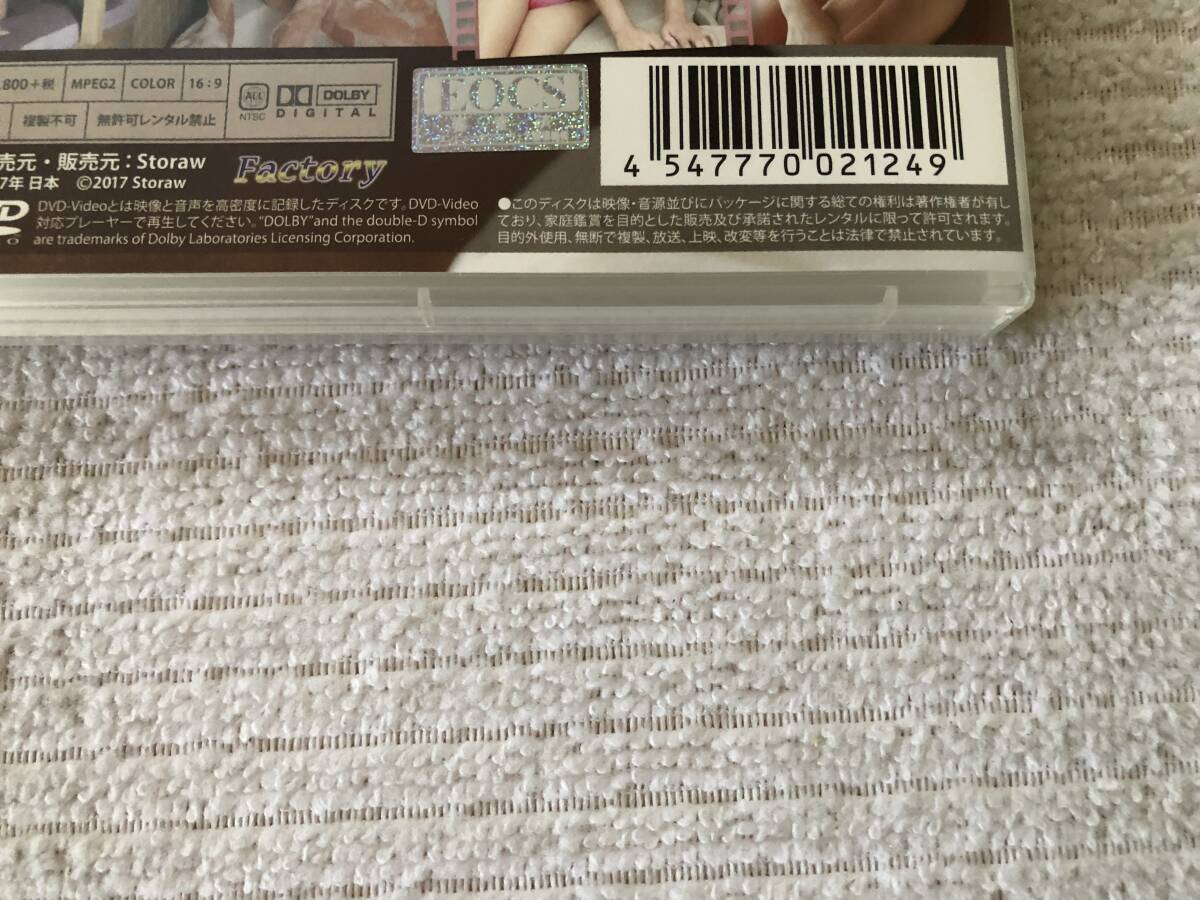 ,800+税 MPEG2 COLOR 16:9
複製不可 無許可レンタル禁止
ALL NTSC DOLBY DIGITAL
EOCS
4 547770 021249
売元・販売元:Storaw
7年 日本 ©2017 Storaw
Factory
DVD-Videoとは映像と音声を高密度に記録したディスクです。DVD-Video
対応プレーヤーで再生してください。"DOLBY"and the double-D symbol
are trademarks of Dolby Laboratories Licensing Corporation.
●このディスクは映像・音源並びにパッケージに関する総ての権利は著作権者が有し
ており、家庭鑑賞を目的とした販売及び承諾されたレンタルに限って許可されます。
目的外使用、無断で複製、放送、上映、改変等を行うことは法律で禁止されています。